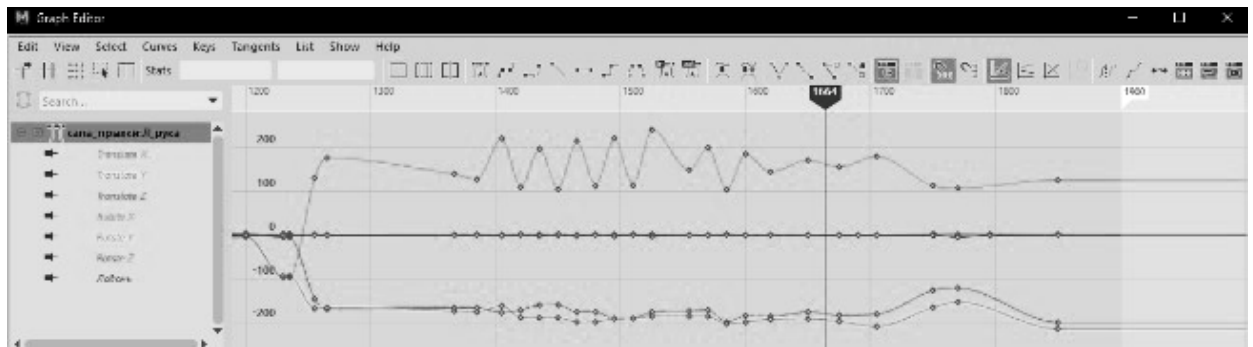 Graph Editor
Edit View Select Curves Keys Tangents List Show Help
Stats
Search...
1200 1300 1400 1500 1600 1664 1700 1800 1900
Translate X
Translate Y
Translate Z
Rotate X
Rotate Y
Rotate Z
Ладонь
200
100
0
-100
-200